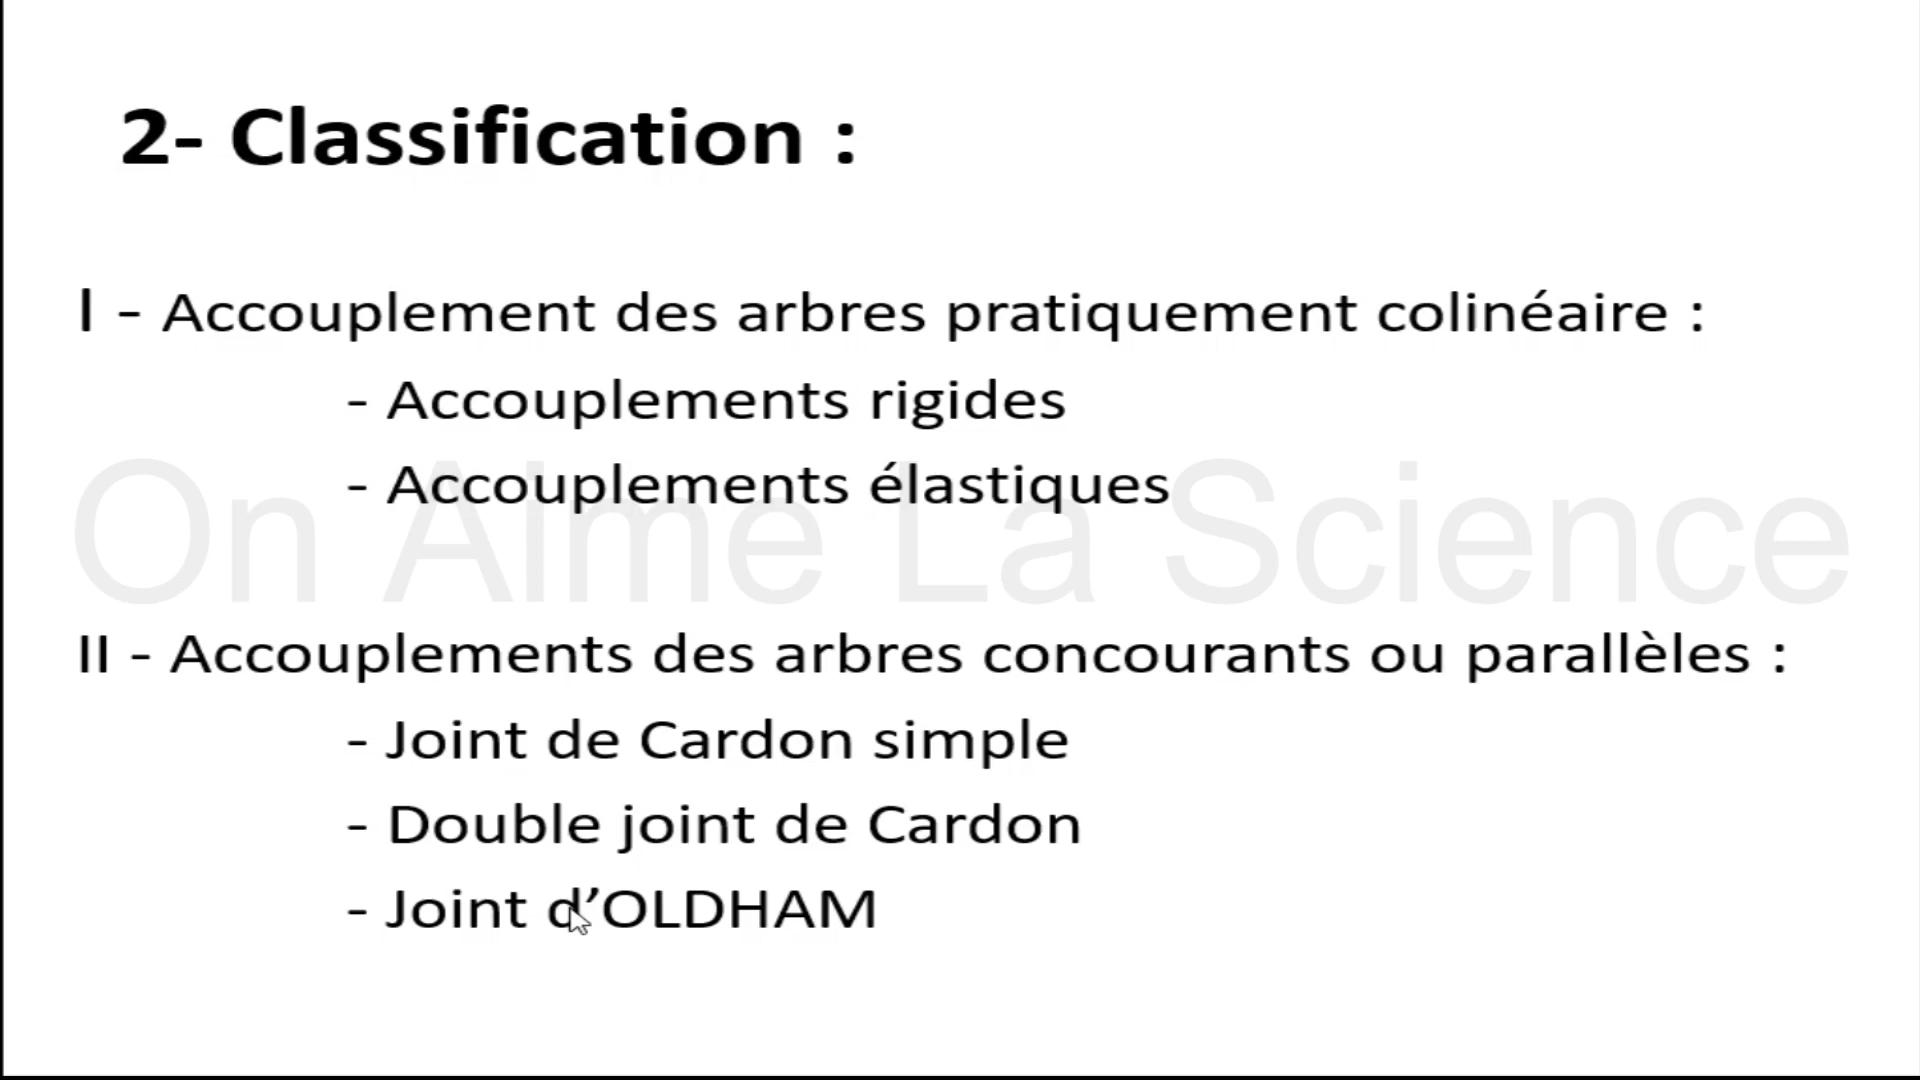 2- Classification :
I - Accouplement des arbres pratiquement colinéaire :
- Accouplements rigides
- Accouplements élastiques
On AIme La Science
II - Accouplements des arbres concourants ou parallèles :
- Joint de Cardon simple
- Double joint de Cardon
- Joint d’OLDHAM